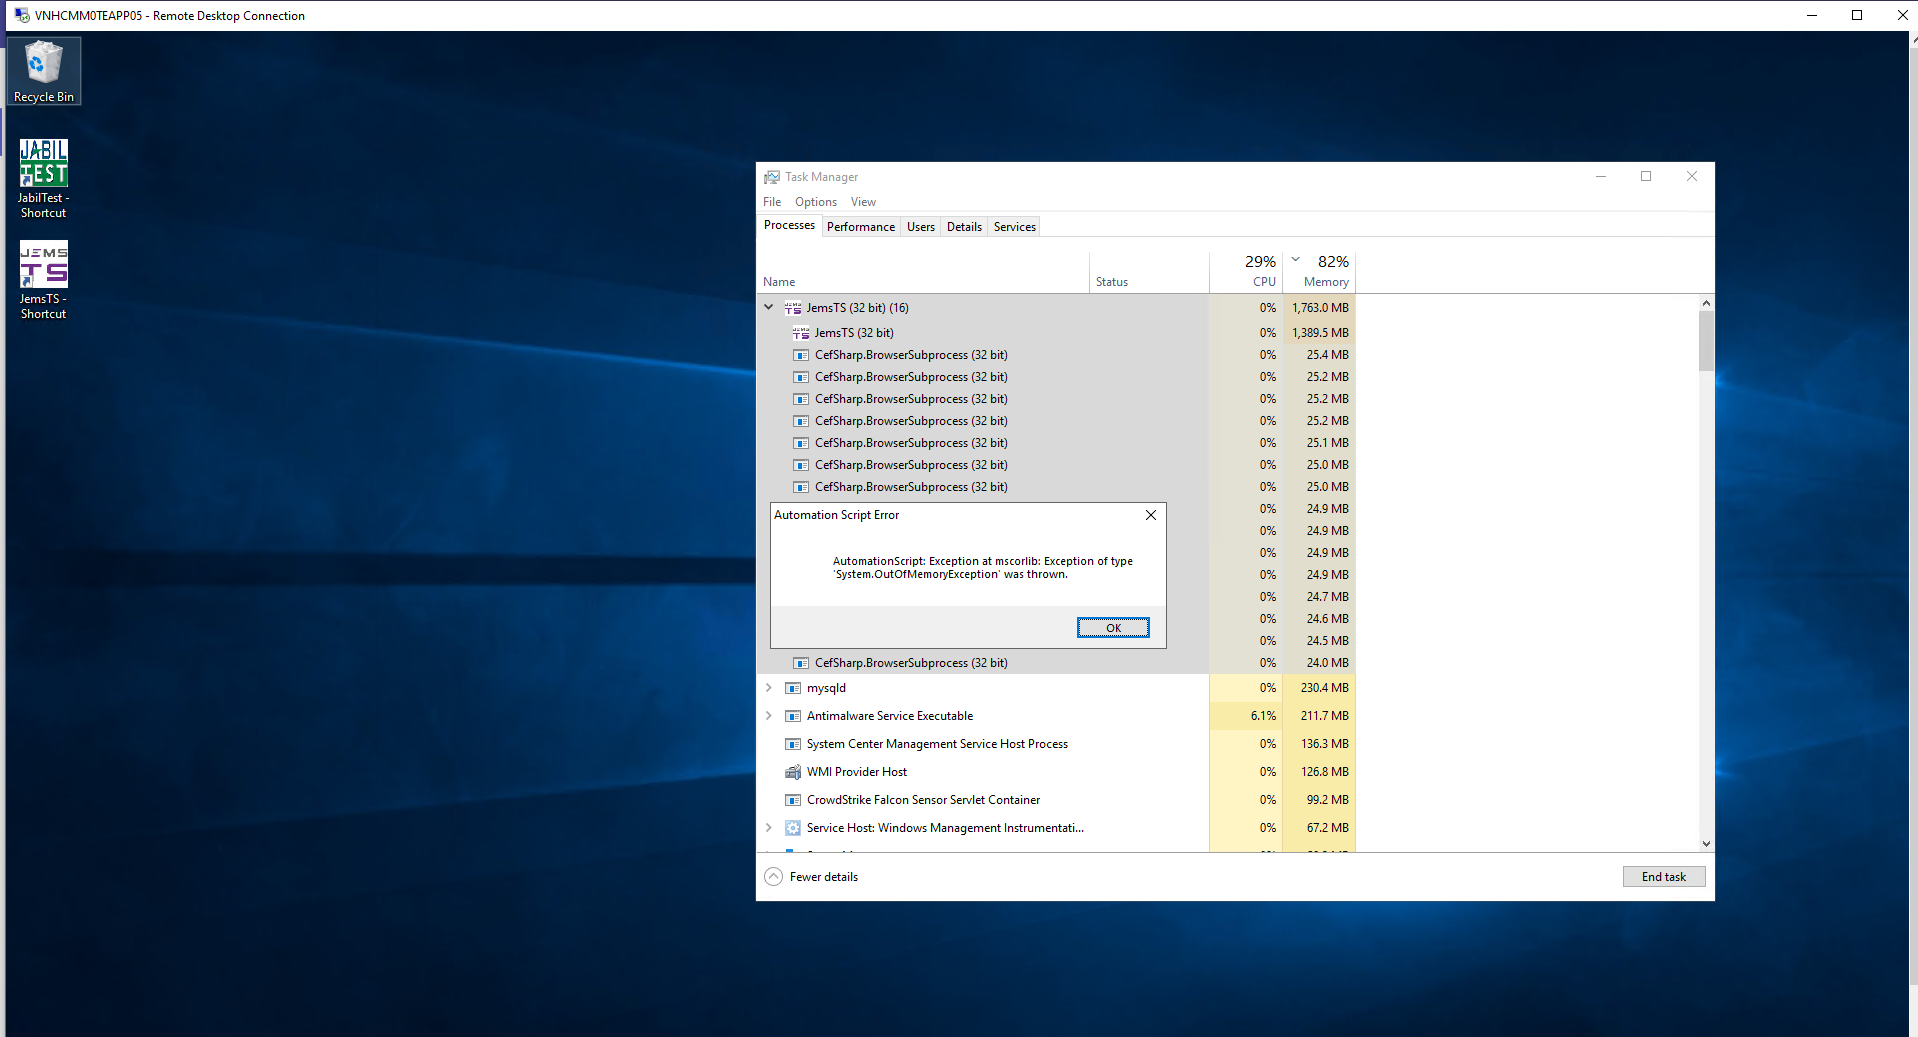 VNHCMM0TEAPP05 - Remote Desktop Connection
Recycle Bin
JABIL
TEST
JabilTest -
Shortcut
JEMS
TS
JemsTS -
Shortcut
Task Manager
File Options View
Processes Performance Users Details Services
29% 82%
Name Status CPU Memory
JemsTS (32 bit) (16) 0% 1,763.0 MB
JemsTS (32 bit) 0% 1,389.5 MB
CefSharp.BrowserSubprocess (32 bit) 0% 25.4 MB
CefSharp.BrowserSubprocess (32 bit) 0% 25.2 MB
CefSharp.BrowserSubprocess (32 bit) 0% 25.2 MB
CefSharp.BrowserSubprocess (32 bit) 0% 25.2 MB
CefSharp.BrowserSubprocess (32 bit) 0% 25.1 MB
CefSharp.BrowserSubprocess (32 bit) 0% 25.0 MB
CefSharp.BrowserSubprocess (32 bit) 0% 25.0 MB
0% 24.9 MB
0% 24.9 MB
0% 24.9 MB
0% 24.9 MB
0% 24.7 MB
0% 24.6 MB
0% 24.5 MB
Automation Script Error
AutomationScript: Exception at mscorlib: Exception of type
'System.OutOfMemoryException' was thrown.
OK
CefSharp.BrowserSubprocess (32 bit) 0% 24.0 MB
mysqld 0% 230.4 MB
Antimalware Service Executable 6.1% 211.7 MB
System Center Management Service Host Process 0% 136.3 MB
WMI Provider Host 0% 126.8 MB
CrowdStrike Falcon Sensor Servlet Container 0% 99.2 MB
Service Host: Windows Management Instrumentati... 0% 67.2 MB
Fewer details
End task